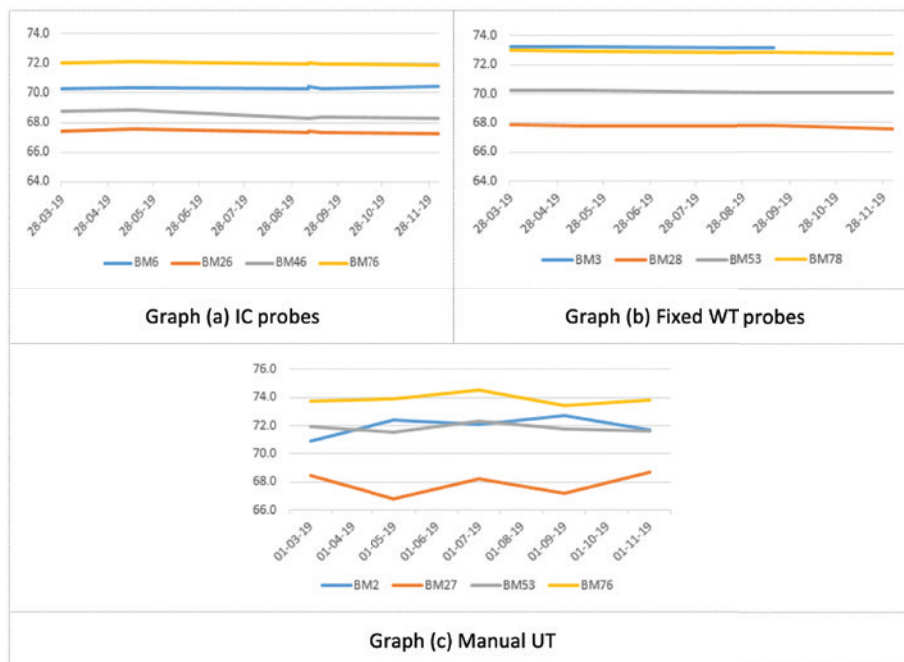 74.0
72.0
70.0
68.0
66.0
64.0
28-03-19 28-04-19 28-05-19 28-06-19 28-07-19 28-08-19 28-09-19 28-10-19 28-11-19
BM6 BM26 BM46 BM76
Graph (a) IC probes
74.0
72.0
70.0
68.0
66.0
64.0
28-03-19 28-04-19 28-05-19 28-06-19 28-07-19 28-08-19 28-09-19 28-10-19 28-11-19
BM3 BM28 BM53 BM78
Graph (b) Fixed WT probes
76.0
74.0
72.0
70.0
68.0
66.0
01-03-19 01-04-19 01-05-19 01-06-19 01-07-19 01-08-19 01-09-19 01-10-19 01-11-19
BM2 BM27 BM53 BM76
Graph (c) Manual UT